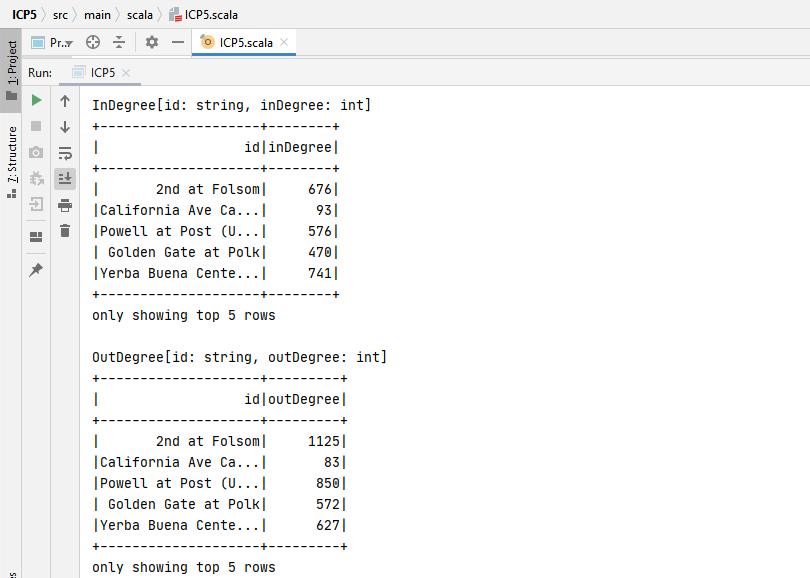 ICP5 src main scala ICP5.scala
Pr... ICP5.scala
1: Project
Run: ICP5
7: Structure
InDegree[id: string, inDegree: int]
+--------------------+--------+
|                  id|inDegree|
+--------------------+--------+
|       2nd at Folsom|     676|
|California Ave Ca...|      93|
|Powell at Post (U...|     576|
| Golden Gate at Polk|     470|
|Yerba Buena Cente...|     741|
+--------------------+--------+
only showing top 5 rows
OutDegree[id: string, outDegree: int]
+--------------------+---------+
|                  id|outDegree|
+--------------------+---------+
|       2nd at Folsom|     1125|
|California Ave Ca...|       83|
|Powell at Post (U...|      850|
| Golden Gate at Polk|      572|
|Yerba Buena Cente...|      627|
+--------------------+---------+
only showing top 5 rows